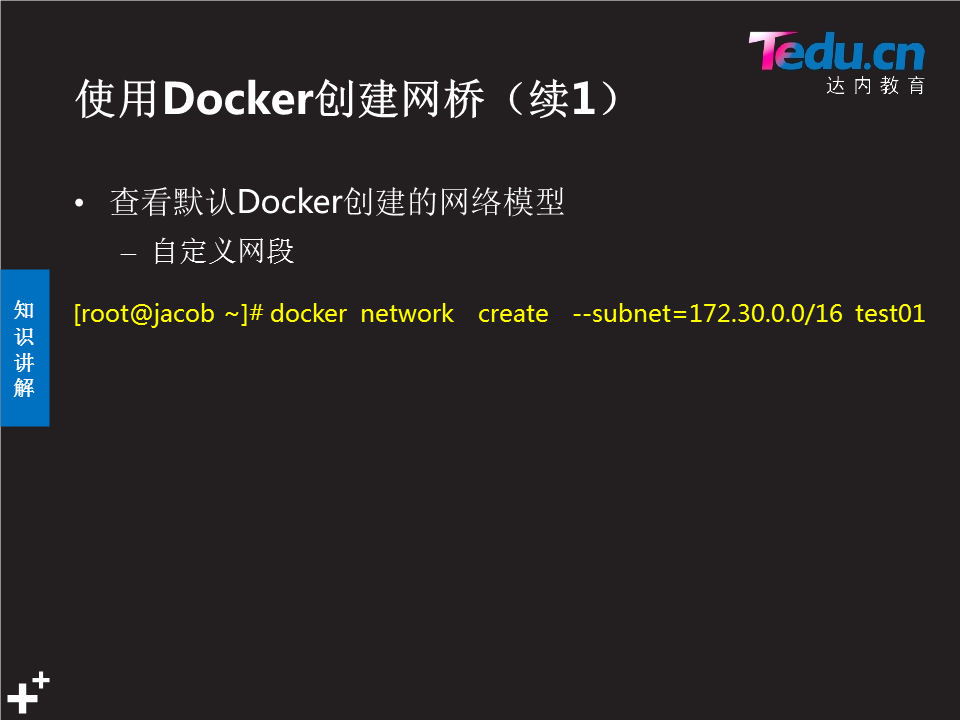 Tedu.cn
达内教育
使用Docker创建网桥（续1）
• 查看默认Docker创建的网络模型
– 自定义网段
知识讲解
[root@jacob ~]# docker network create --subnet=172.30.0.0/16 test01